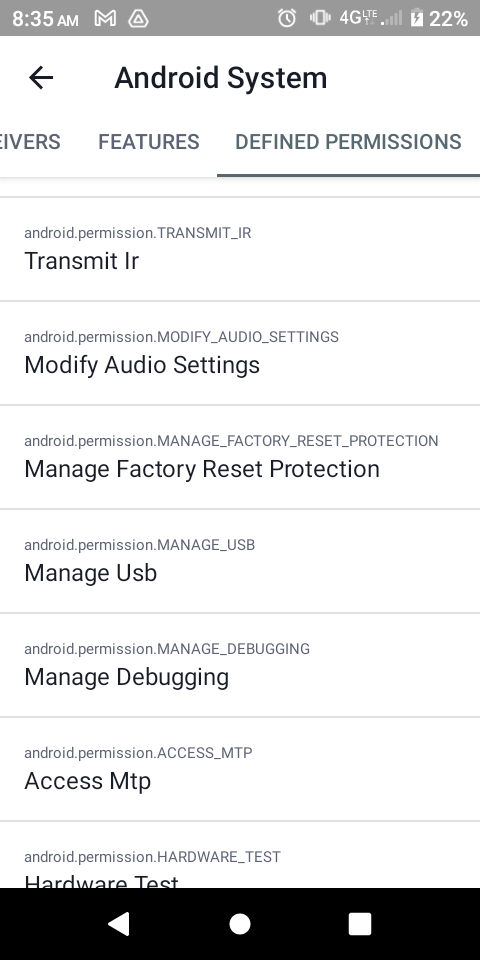 8:35 AM 4G LTE 22%
Android System
EIVERS FEATURES DEFINED PERMISSIONS
android.permission.TRANSMIT_IR
Transmit Ir
android.permission.MODIFY_AUDIO_SETTINGS
Modify Audio Settings
android.permission.MANAGE_FACTORY_RESET_PROTECTION
Manage Factory Reset Protection
android.permission.MANAGE_USB
Manage Usb
android.permission.MANAGE_DEBUGGING
Manage Debugging
android.permission.ACCESS_MTP
Access Mtp
android.permission.HARDWARE_TEST
Hardware Test